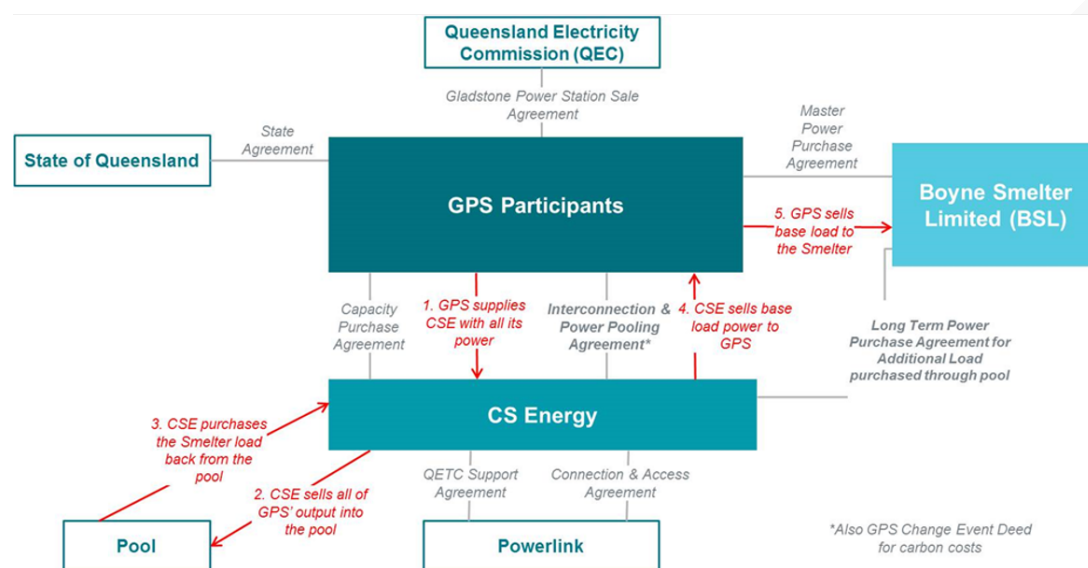 Queensland Electricity
Commission (QEC)
Gladstone Power Station Sale
Agreement
State
Agreement
State of Queensland
Master
Power
Purchase
Agreement
GPS Participants
Boyne Smelter
Limited (BSL)
5. GPS sells
base load to
the Smelter
Capacity
Purchase
Agreement
1. GPS supplies
CSE with all its
power
Interconnection &
Power Pooling
Agreement*
4. CSE sells base
load power to
GPS
Long Term Power
Purchase Agreement for
Additional Load
purchased through pool
CS Energy
3. CSE purchases
the Smelter load
back from the
pool
2. CSE sells all of
GPS' output into
the pool
QETC Support
Agreement
Connection & Access
Agreement
Pool
Powerlink
*Also GPS Change Event Deed
for carbon costs